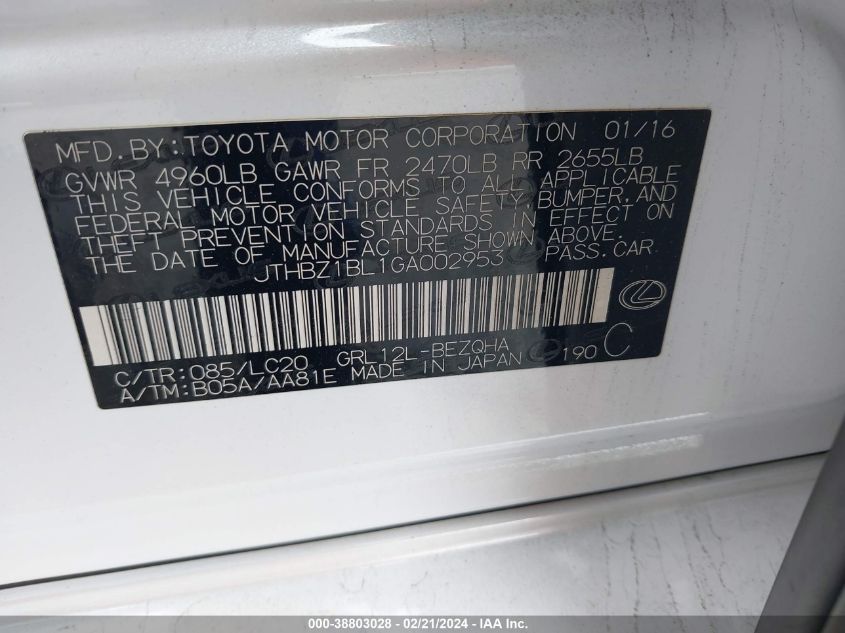 MFD. BY: TOYOTA MOTOR CORPORATION 01/16
GVWR 4960LB GAWR FR 2470LB RR 2655LB
THIS VEHICLE CONFORMS TO ALL APPLICABLE
FEDERAL MOTOR VEHICLE SAFETY, BUMPER, AND
THEFT PREVENTION STANDARDS IN EFFECT ON
THE DATE OF MANUFACTURE SHOWN ABOVE.
JTHBZ1BL1GA002953 PASS. CAR
C/TR: 085/LC20 GRL12L-BEZQHA
A/TM: B05A/AA81E MADE IN JAPAN 190 C
000-38803028 - 02/21/2024 - IAA Inc.